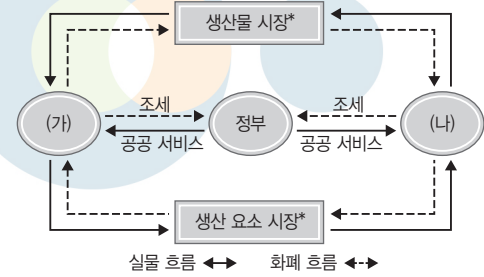 생산물 시장*
조세
조세
(가)
정부
(나)
공공 서비스
공공 서비스
생산 요소 시장*
실물 흐름
화폐 흐름